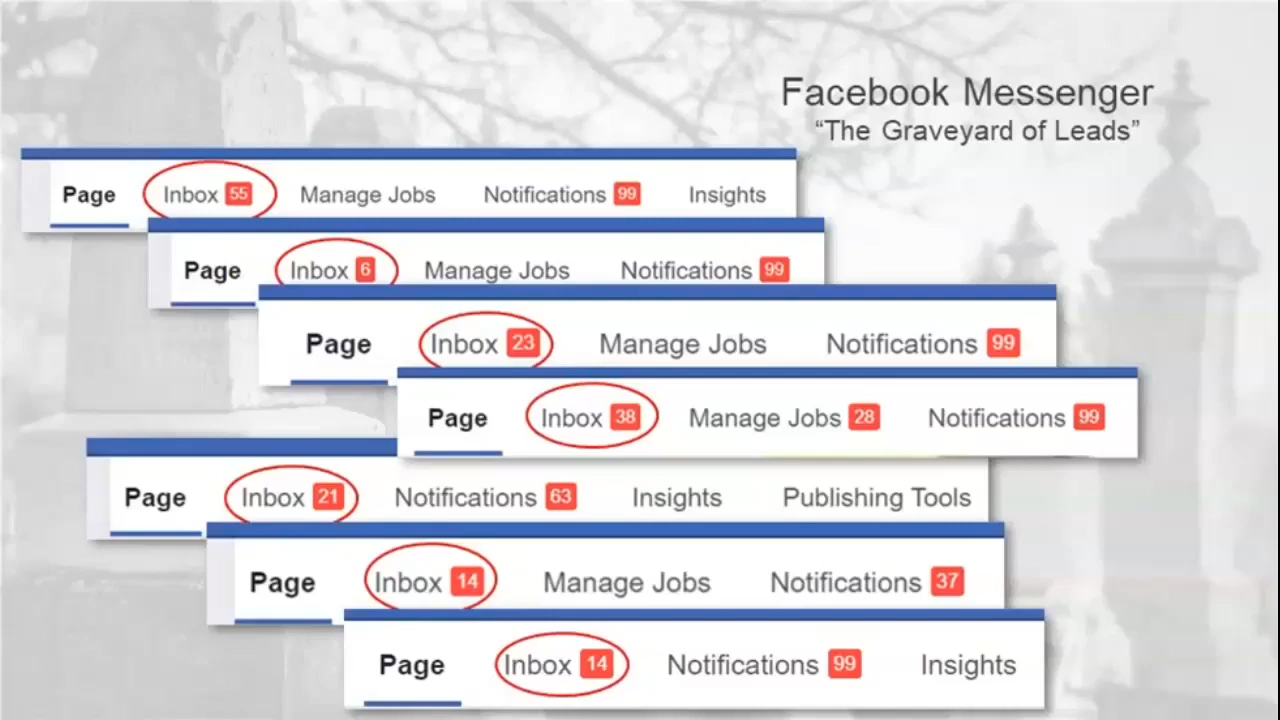 Facebook Messenger
“The Graveyard of Leads”
Page Inbox 55 Manage Jobs Notifications 99 Insights
Page Inbox 6 Manage Jobs Notifications 99
Page Inbox 23 Manage Jobs Notifications 99
Page Inbox 38 Manage Jobs 28 Notifications 99
Page Inbox 21 Notifications 63 Insights Publishing Tools
Page Inbox 14 Manage Jobs Notifications 37
Page Inbox 14 Notifications 99 Insights